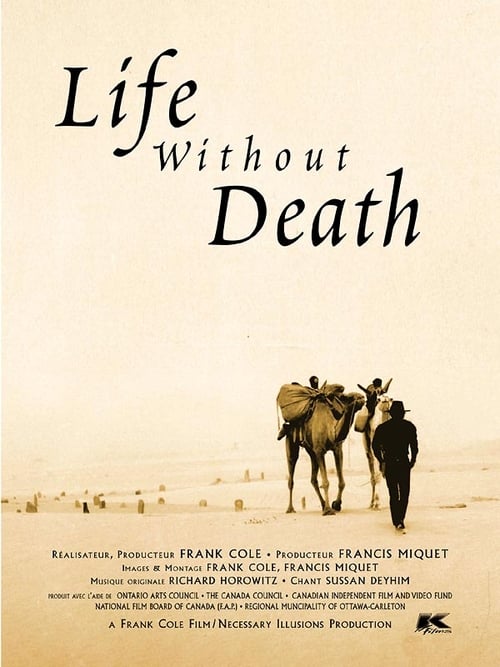 Life
Without
Death
Réalisateur, Producteur FRANK COLE • Producteur FRANCIS MIQUET
Images & Montage FRANK COLE, FRANCIS MIQUET
Musique originale RICHARD HOROWITZ • Chant SUSSAN DEYHIM
PRODUIT AVEC L'AIDE DE ONTARIO ARTS COUNCIL • THE CANADA COUNCIL • CANADIAN INDEPENDENT FILM AND VIDEO FUND
NATIONAL FILM BOARD OF CANADA (F.A.P.) • REGIONAL MUNCIPALITY OF OTTAWA-CARLETON
A FRANK COLE FILM/NECESSARY ILLUSIONS PRODUCTION
K films